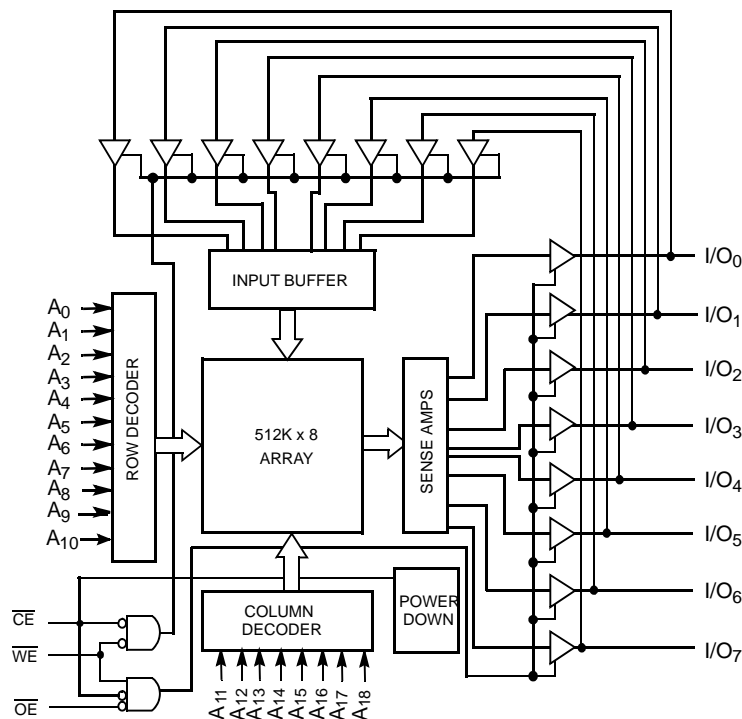 INPUT BUFFER
A0
A1
A2
A3
A4
A5
A6
A7
A8
A9
A10
ROW DECODER
512K x 8
ARRAY
SENSE AMPS
I/O0
I/O1
I/O2
I/O3
I/O4
I/O5
I/O6
I/O7
COLUMN
DECODER
POWER
DOWN
CE
WE
OE
A11
A12
A13
A14
A15
A16
A17
A18